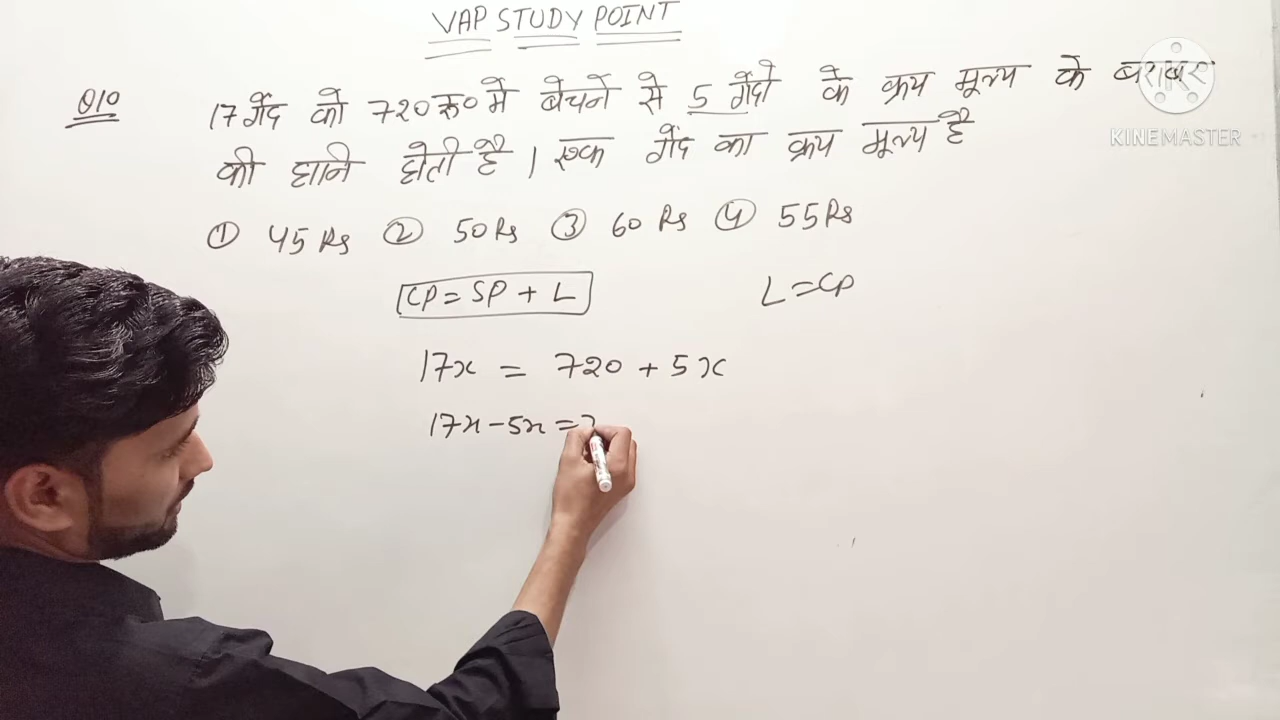 VAP STUDY POINT
Q10 17 गेंद को 720 रू० में बेचने से 5 गेंदो के क्रय मूल्य के बराबर
की हानि होती है। एक गेंद का क्रय मूल्य है
① 45 Rs ② 50 Rs ③ 60 Rs ④ 55 Rs
CP = SP + L L = CP
17x = 720 + 5x
17x - 5x =
KINEMASTER